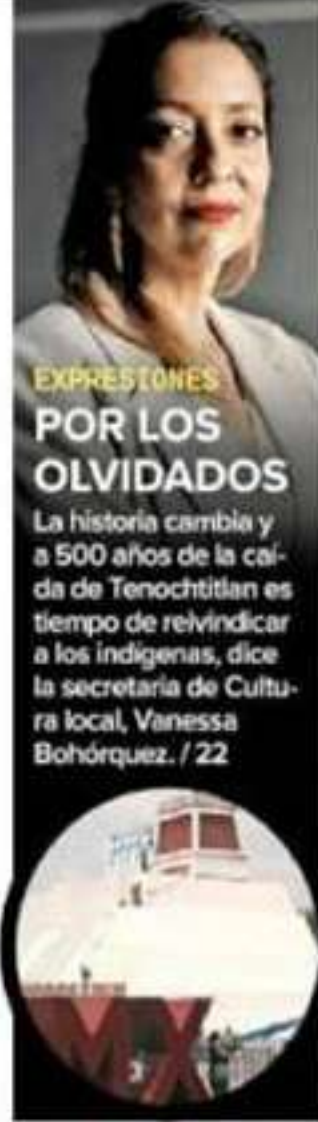 EXPRESIONES
POR LOS
OLVIDADOS
La historia cambia y
a 500 años de la caí-
da de Tenochtitlan es
tiempo de reivindicar
a los indígenas, dice
la secretaria de Cultu-
ra local, Vanessa
Bohórquez. / 22
MX